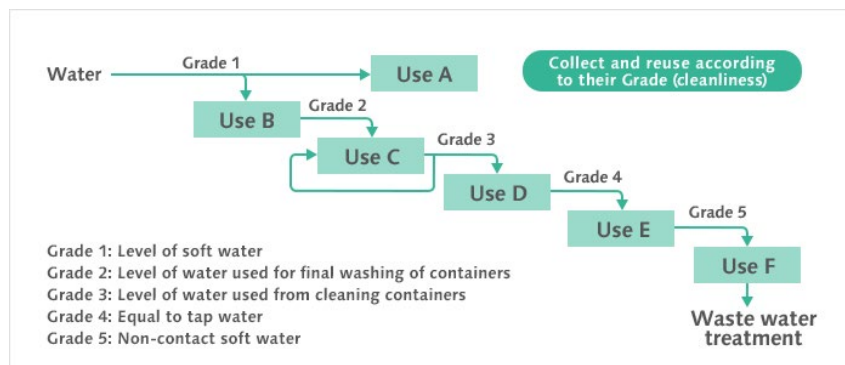 Collect and reuse according
to their Grade (cleanliness)
Water
Grade 1
Use A
Use B
Grade 2
Use C
Grade 3
Use D
Grade 4
Use E
Grade 5
Use F
Waste water
treatment
Grade 1: Level of soft water
Grade 2: Level of water used for final washing of containers
Grade 3: Level of water used from cleaning containers
Grade 4: Equal to tap water
Grade 5: Non-contact soft water